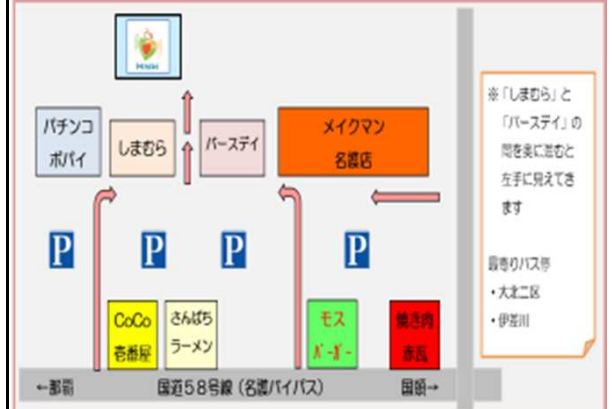 パチンコ
ポパイ
しまむら
バースデイ
メイクマン
名護店
P
P
P
P
CoCo
壱番屋
さんぱち
ラーメン
モス
バーガー
焼き肉
赤瓦
←那覇
国道58号線(名護バイパス)
国頭→
※「しまむら」と
「バースデイ」の
間を奥に進むと
左手に見えてき
ます
最寄りバス停
・大北二区
・伊差川